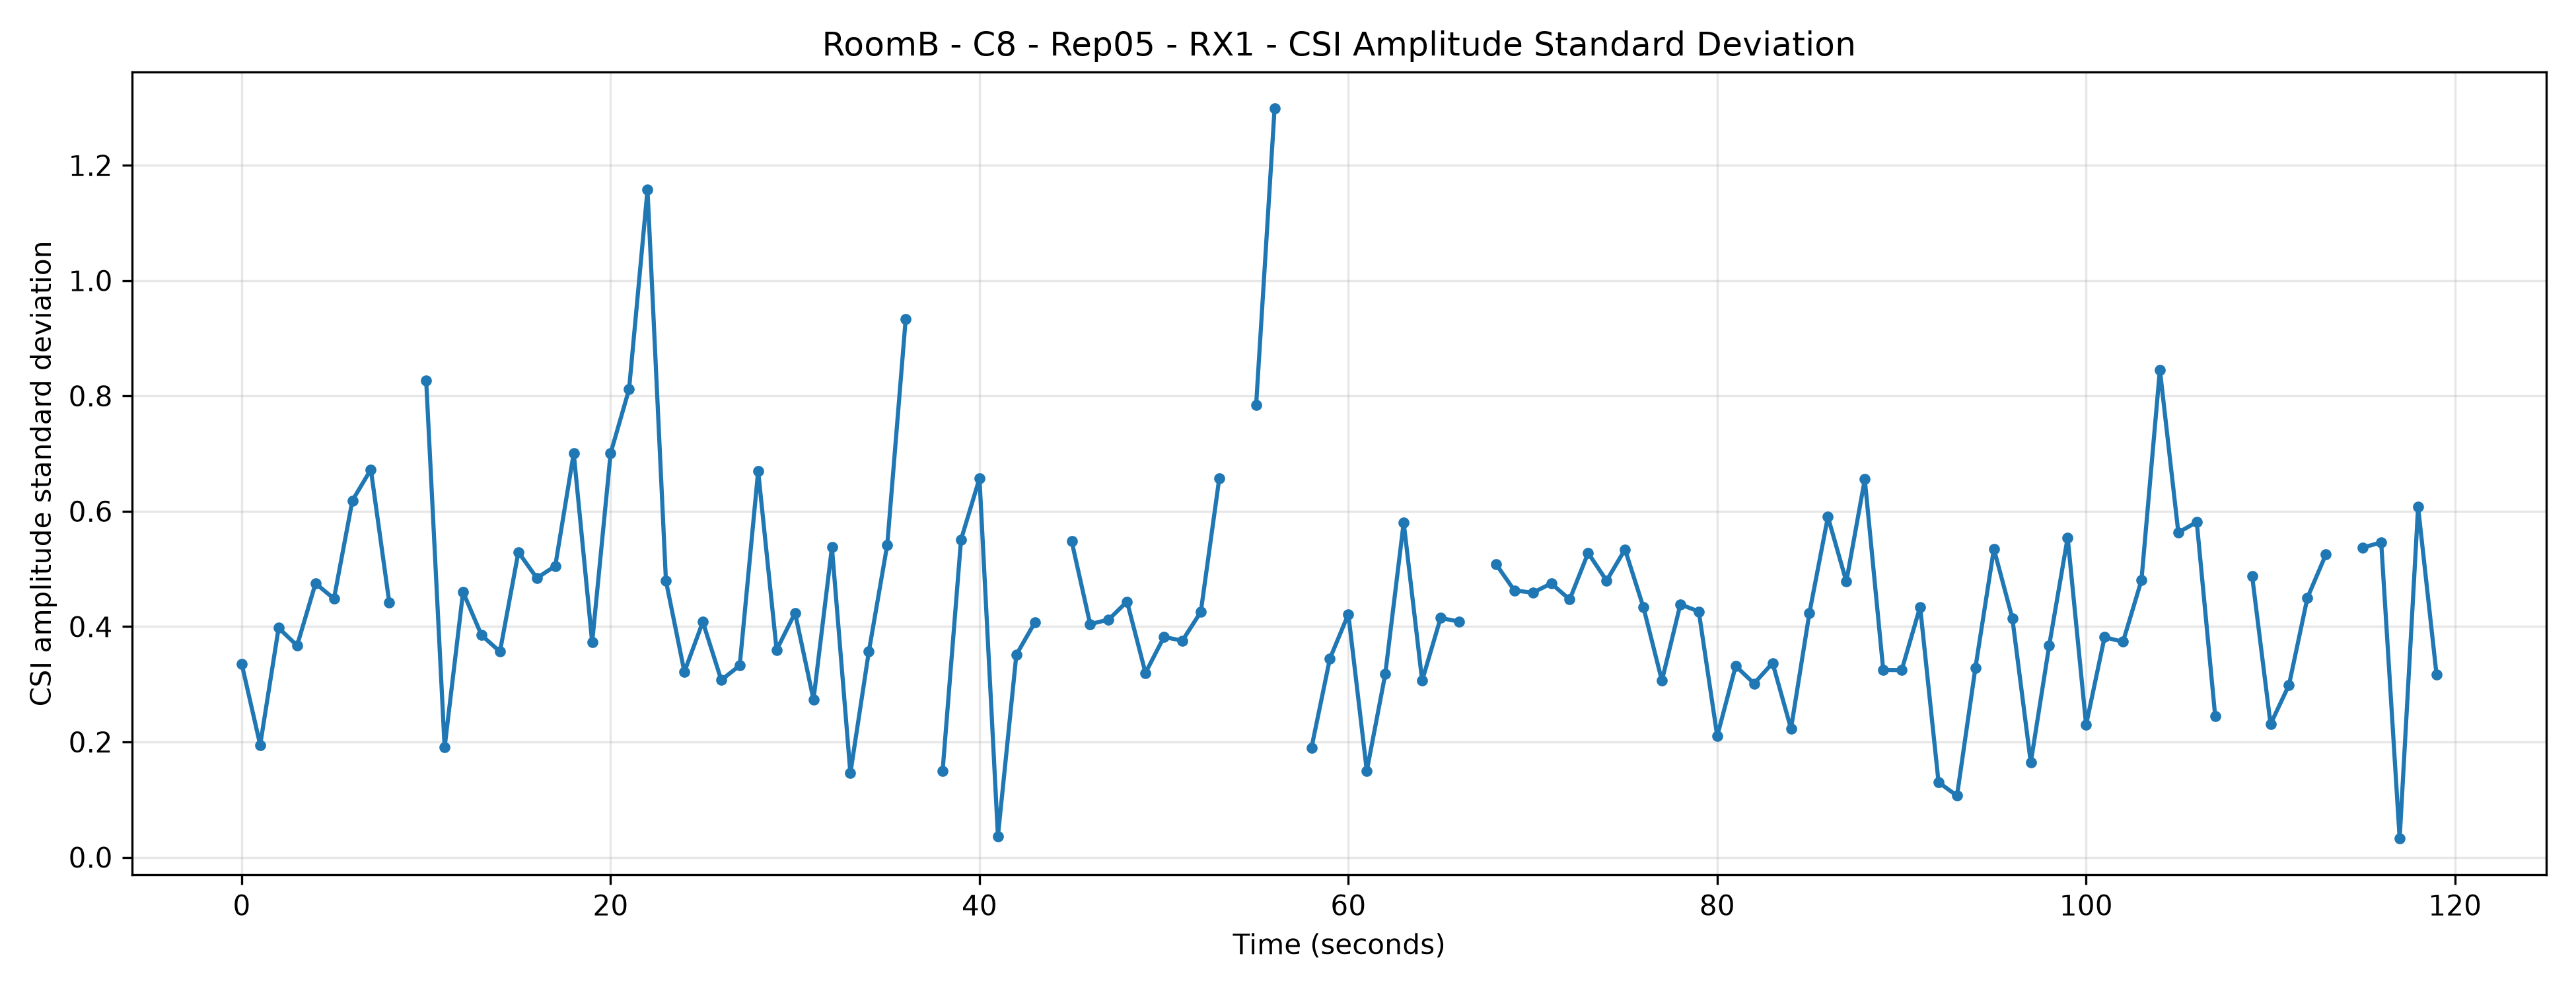 RoomB - C8 - Rep05 - RX1 - CSI Amplitude Standard Deviation
CSI amplitude standard deviation
1.2
1.0
0.8
0.6
0.4
0.2
0.0
0 20 40 60 80 100 120
Time (seconds)